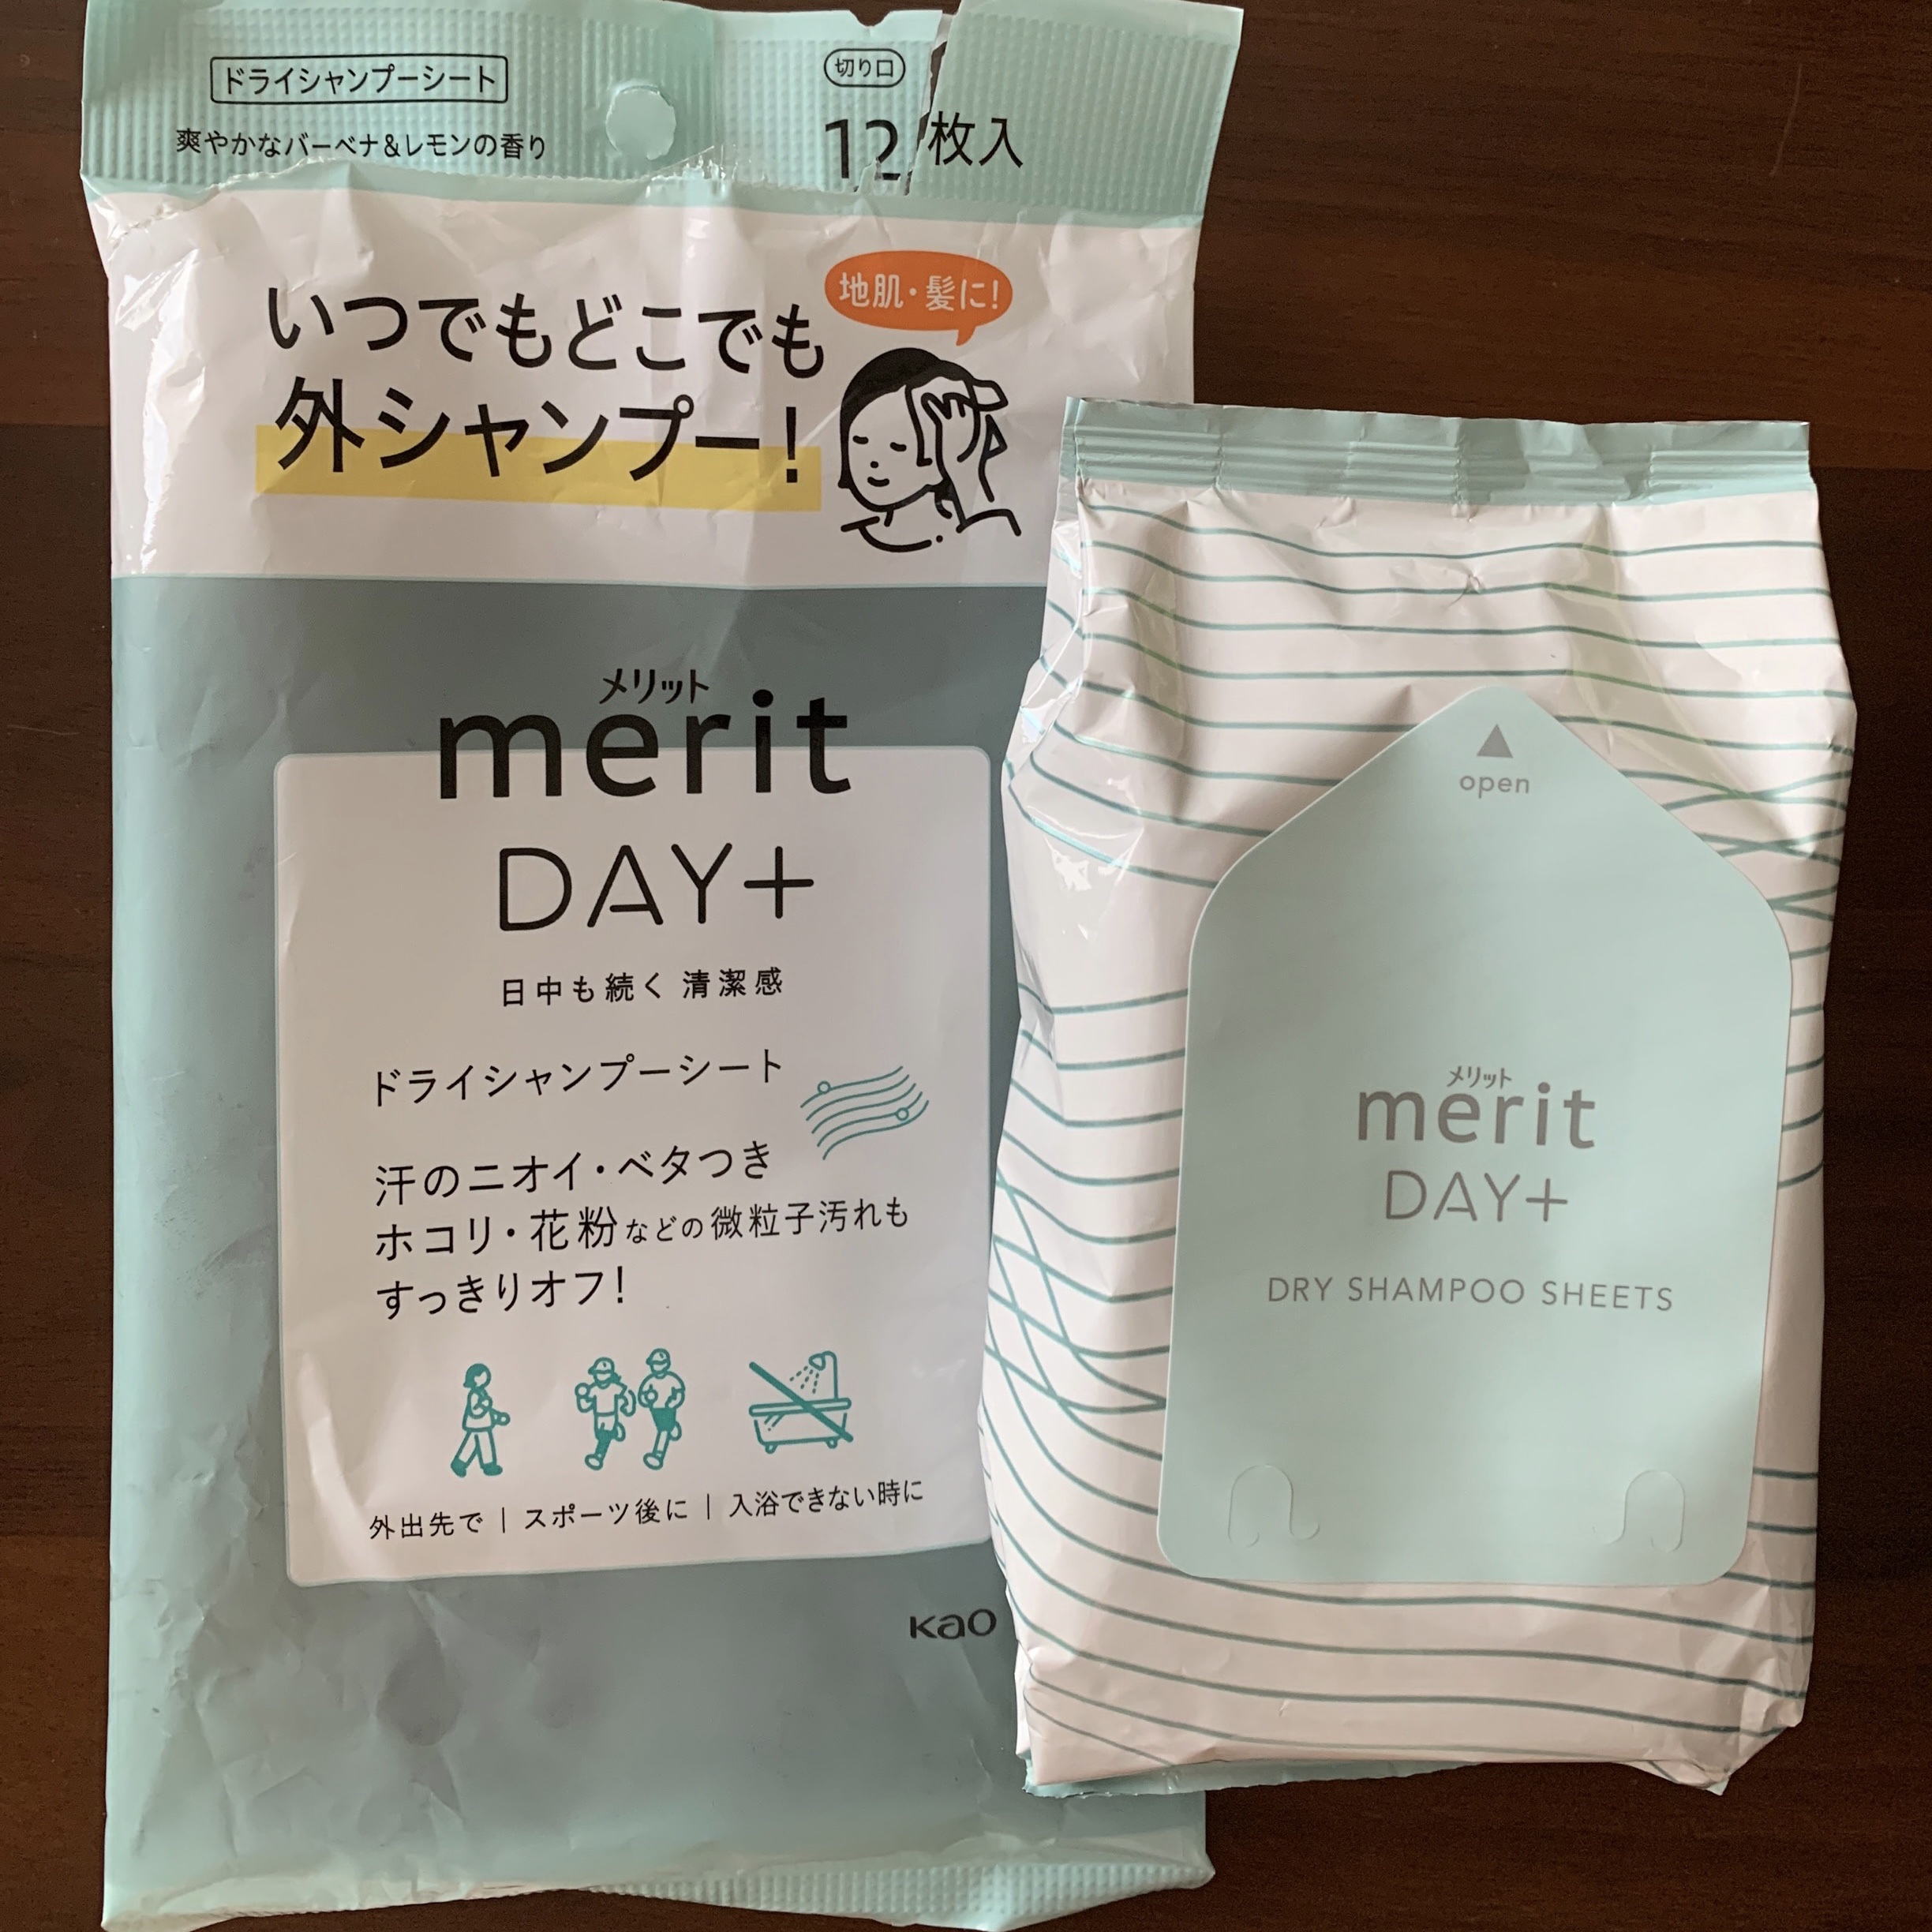 ドライシャンプーシート
爽やかなバーベナ&レモンの香り
切り口
12枚入
地肌・髪に!
いつでもどこでも
外シャンプー!
メリット
merit
DAY+
日中も続く 清潔感
ドライシャンプーシート
汗のニオイ・ベタつき
ホコリ・花粉などの微粒子汚れも
すっきりオフ!
外出先で | スポーツ後に | 入浴できない時に
Kao
open
メリット
merit
DAY+
DRY SHAMPOO SHEETS